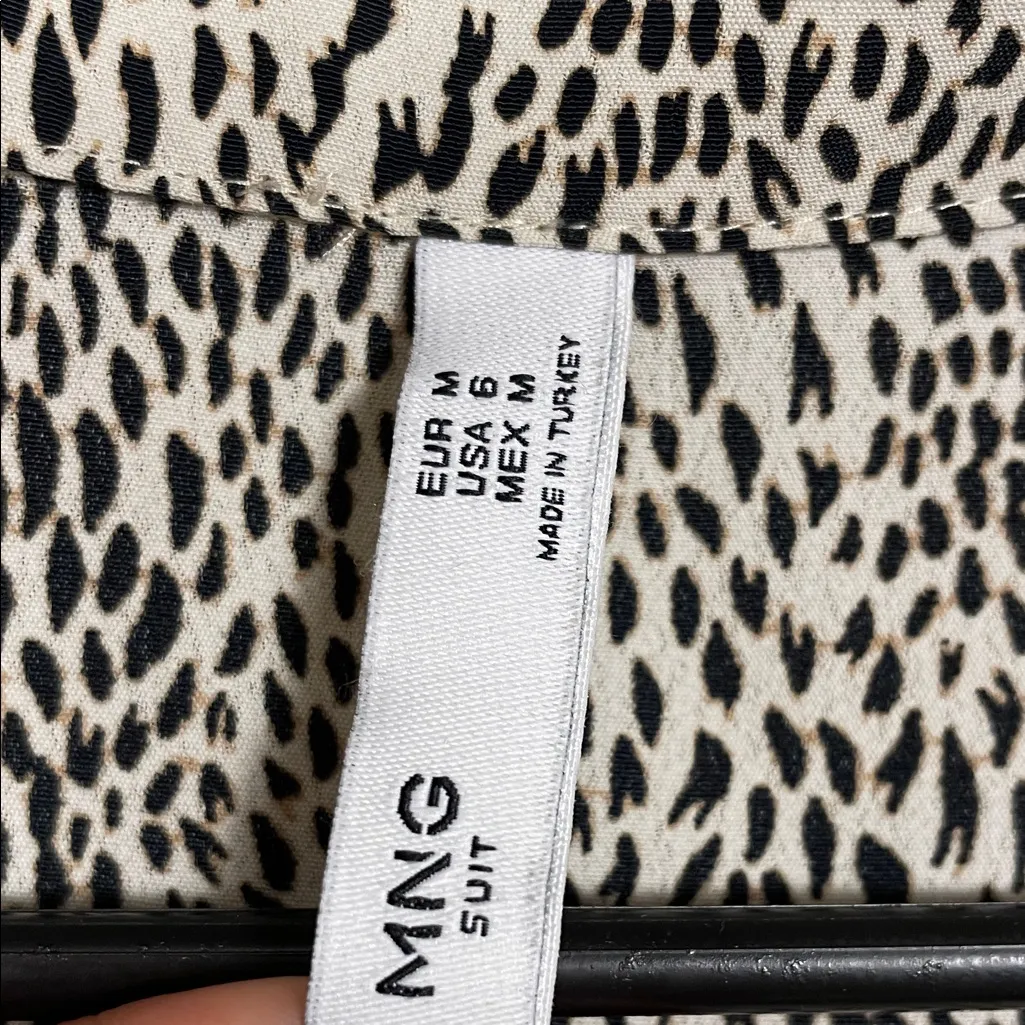 EUR M
USA 6
MEX M
MADE IN TURKEY
MNG
SUIT